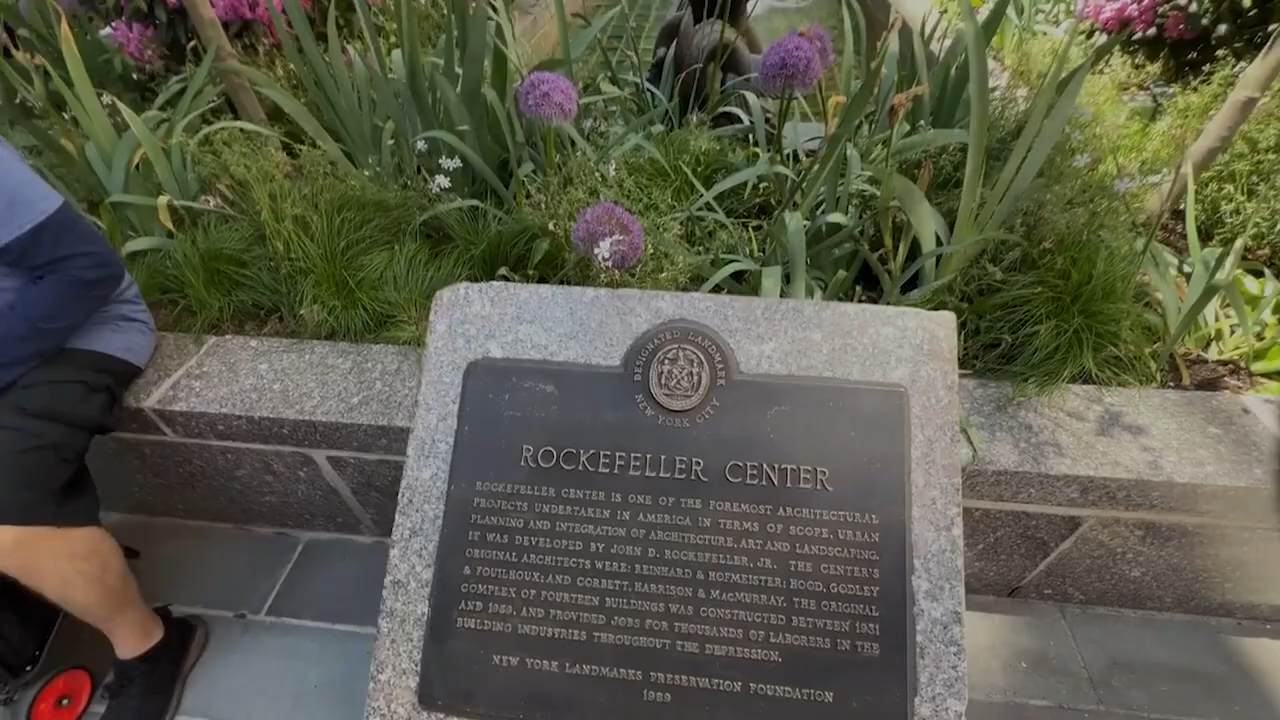 DESIGNATED LANDMARK
NEW YORK CITY
ROCKEFELLER CENTER
ROCKEFELLER CENTER IS ONE OF THE FOREMOST ARCHITECTURAL
PROJECTS UNDERTAKEN IN AMERICA IN TERMS OF SCOPE, URBAN
PLANNING AND INTEGRATION OF ARCHITECTURE, ART AND LANDSCAPING.
IT WAS DEVELOPED BY JOHN D. ROCKEFELLER, JR. THE CENTER'S
ORIGINAL ARCHITECTS WERE: REINHARD & HOFMEISTER; HOOD, GODLEY
& FOUILHOUX; AND CORBETT, HARRISON & MACMURRAY. THE ORIGINAL
COMPLEX OF FOURTEEN BUILDINGS WAS CONSTRUCTED BETWEEN 1931
AND 1939, AND PROVIDED JOBS FOR THOUSANDS OF LABORERS IN THE
BUILDING INDUSTRIES THROUGHOUT THE DEPRESSION.
NEW YORK LANDMARKS PRESERVATION FOUNDATION
1989